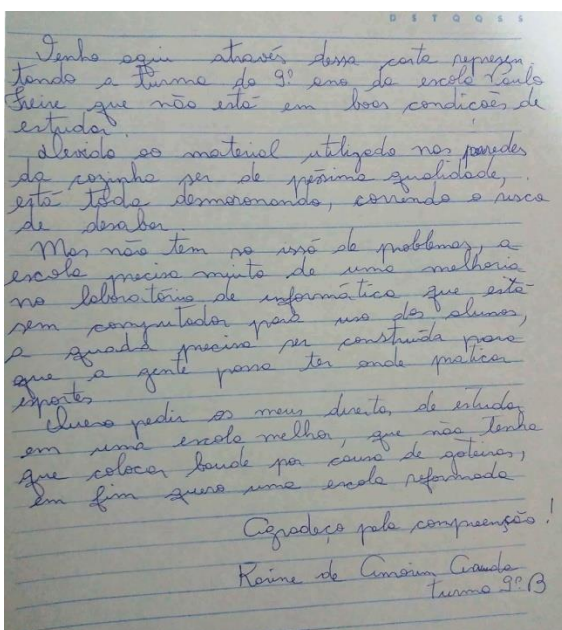 D S T Q Q S S
Venho aqui através dessa carta represen
tando a turma do 9º ano da escola Paulo
Freire que não está em boas condições de
estudar.
devido ao material utilizado nas paredes
da cozinha ser de péssima qualidade,
está toda desmoronando, correndo o risco
de desabar.
Mas não tem so isso de problemas, a
escola precisa muito de uma melhoria
no laboratório de informática que está
sem computador para uso dos alunos,
a quadra precisa ser construída para
que a gente possa ter onde praticar
esportes
Quero pedir os meus direitos de estudar
em uma escola melhor, que não tenha
que colocar baude por causa de goteiras,
em fim quero uma escola reformada
Agradeço pela compreenção!
Karine de Amorim
turma 9º B